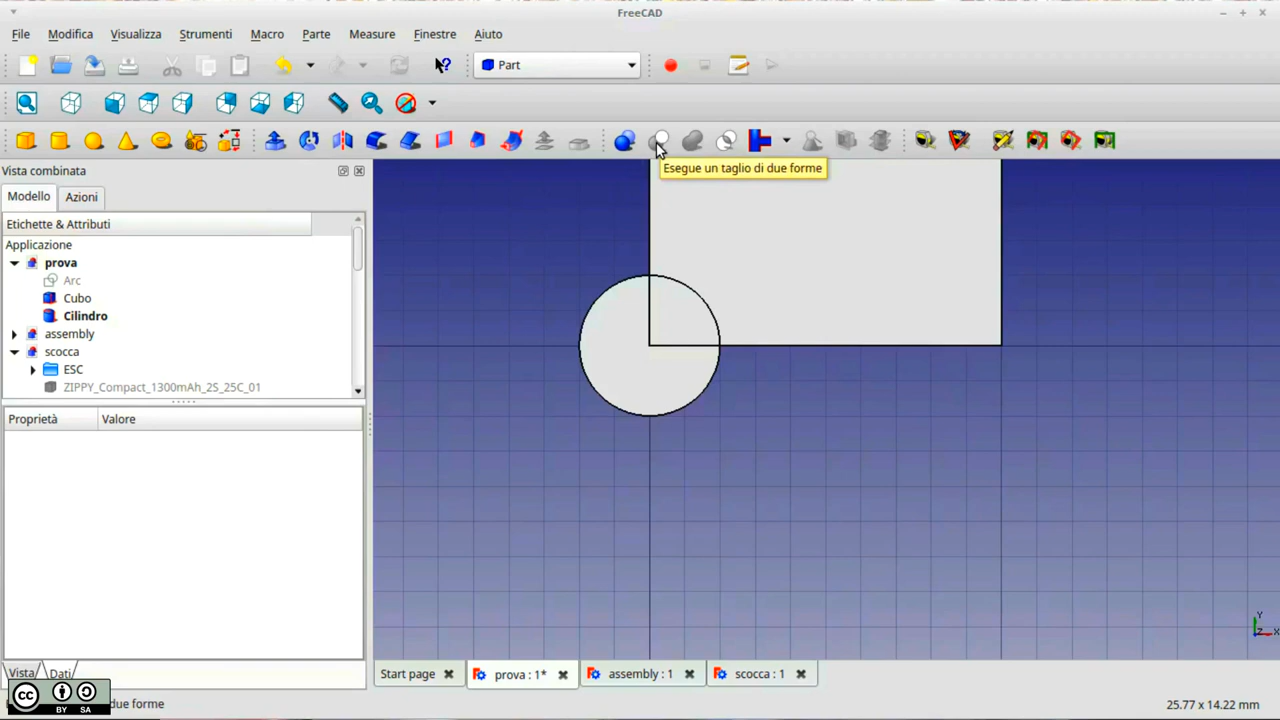 FreeCAD
File Modifica Visualizza Strumenti Macro Parte Measure Finestre Aiuto
Part
Esegue un taglio di due forme
Vista combinata
Modello Azioni
Etichette & Attributi
Applicazione
prova
Arc
Cubo
Cilindro
assembly
scocca
ESC
ZIPPY_Compact_1300mAh_2S_25C_01
Proprietà Valore
Y
Z X
Start page prova : 1* assembly : 1 scocca : 1
Vista Dati
cc BY SA
due forme 25.77 x 14.22 mm